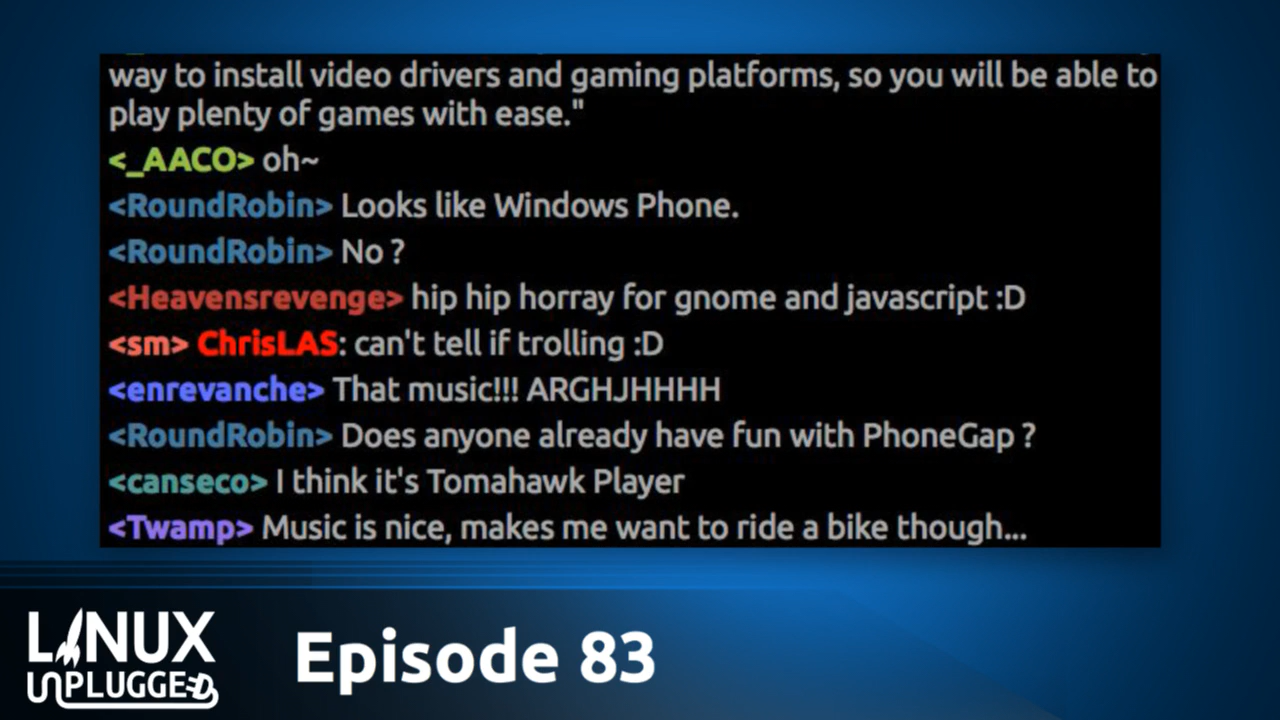 way to install video drivers and gaming platforms, so you will be able to
play plenty of games with ease."
<_AACO> oh~
<RoundRobin> Looks like Windows Phone.
<RoundRobin> No ?
<Heavensrevenge> hip hip horray for gnome and javascript :D
<sm> ChrisLAS: can't tell if trolling :D
<enrevanche> That music!!! ARGHJHHHH
<RoundRobin> Does anyone already have fun with PhoneGap ?
<canseco> I think it's Tomahawk Player
<Twamp> Music is nice, makes me want to ride a bike though...
LINUX
UNPLUGGED
Episode 83